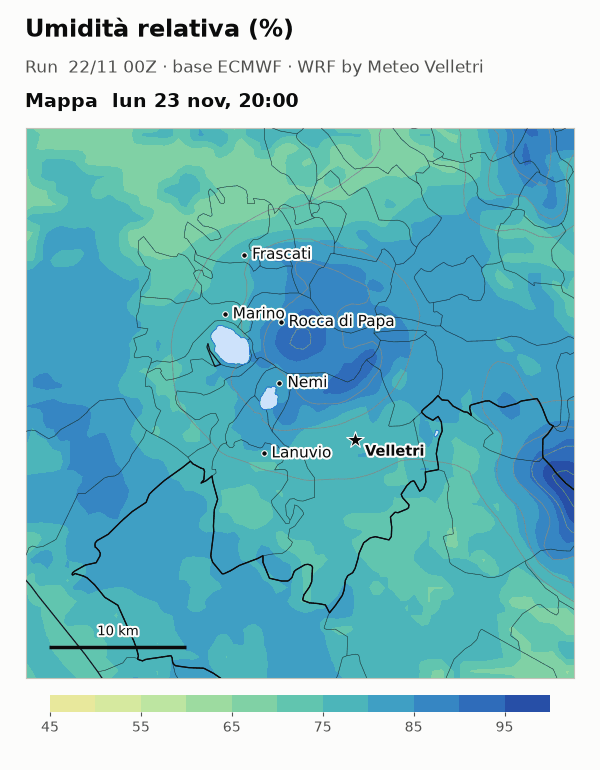 Umidità relativa (%)
Run  22/11 00Z · base ECMWF · WRF by Meteo Velletri
Mappa  lun 23 nov, 20:00
Frascati
Marino
Rocca di Papa
Nemi
Velletri
Lanuvio
10 km
45 55 65 75 85 95